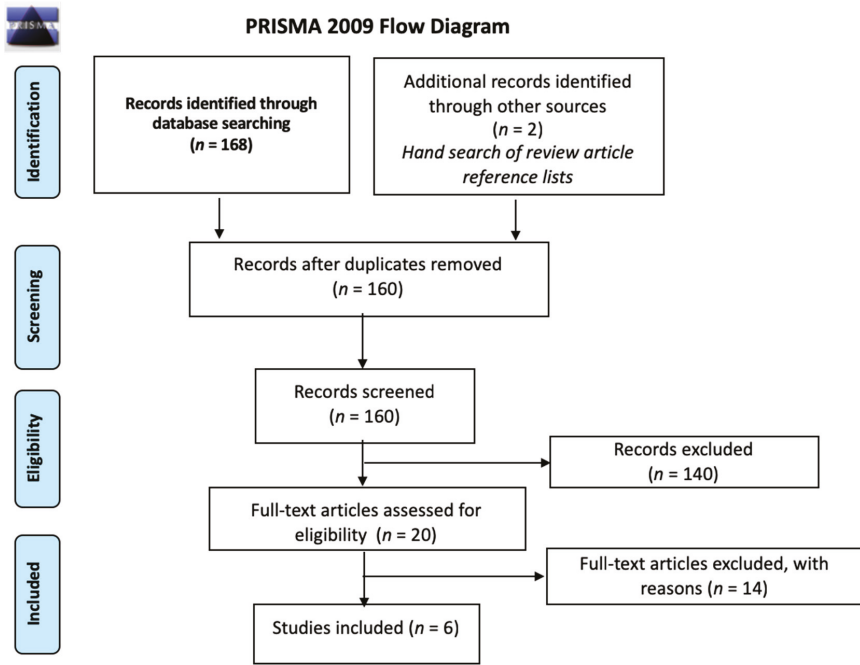 PRISMA
PRISMA 2009 Flow Diagram
Identification
Records identified through
database searching
(n = 168)
Additional records identified
through other sources
(n = 2)
Hand search of review article
reference lists
Screening
Records after duplicates removed
(n = 160)
Records screened
(n = 160)
Eligibility
Records excluded
(n = 140)
Full-text articles assessed for
eligibility (n = 20)
Included
Full-text articles excluded, with
reasons (n = 14)
Studies included (n = 6)